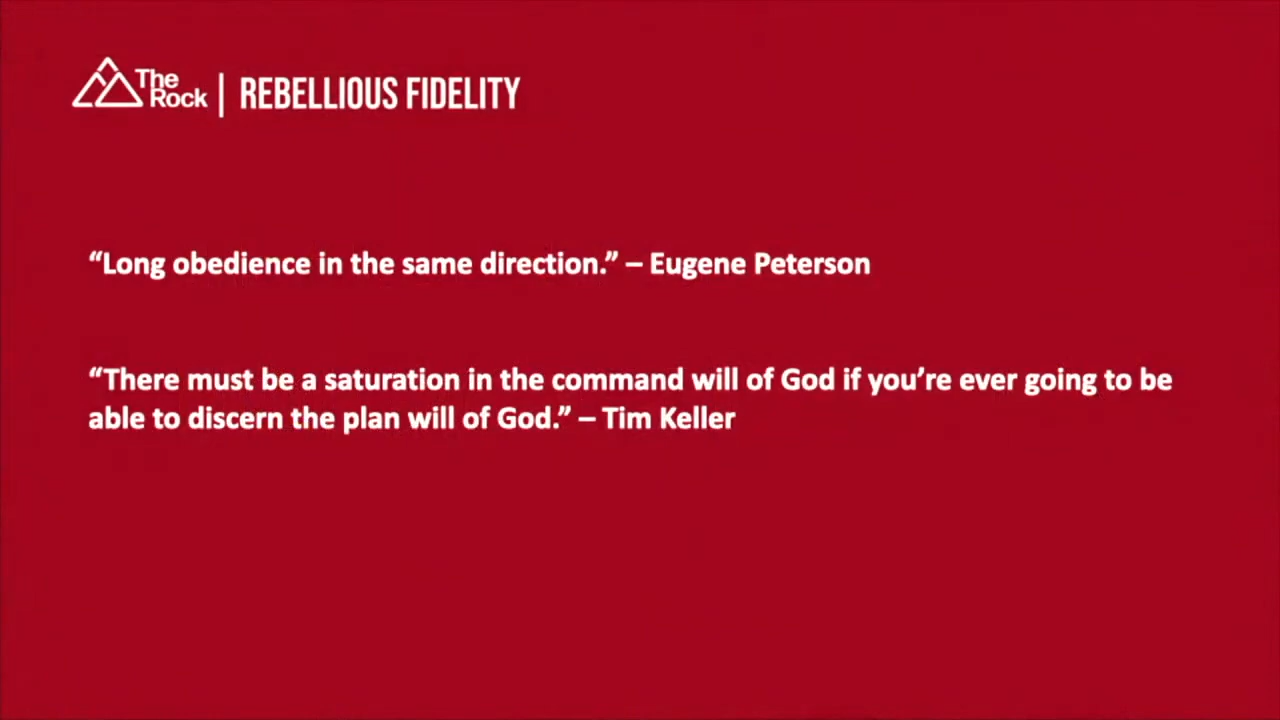 The
Rock | REBELLIOUS FIDELITY
“Long obedience in the same direction.” – Eugene Peterson
“There must be a saturation in the command will of God if you’re ever going to be
able to discern the plan will of God.” – Tim Keller